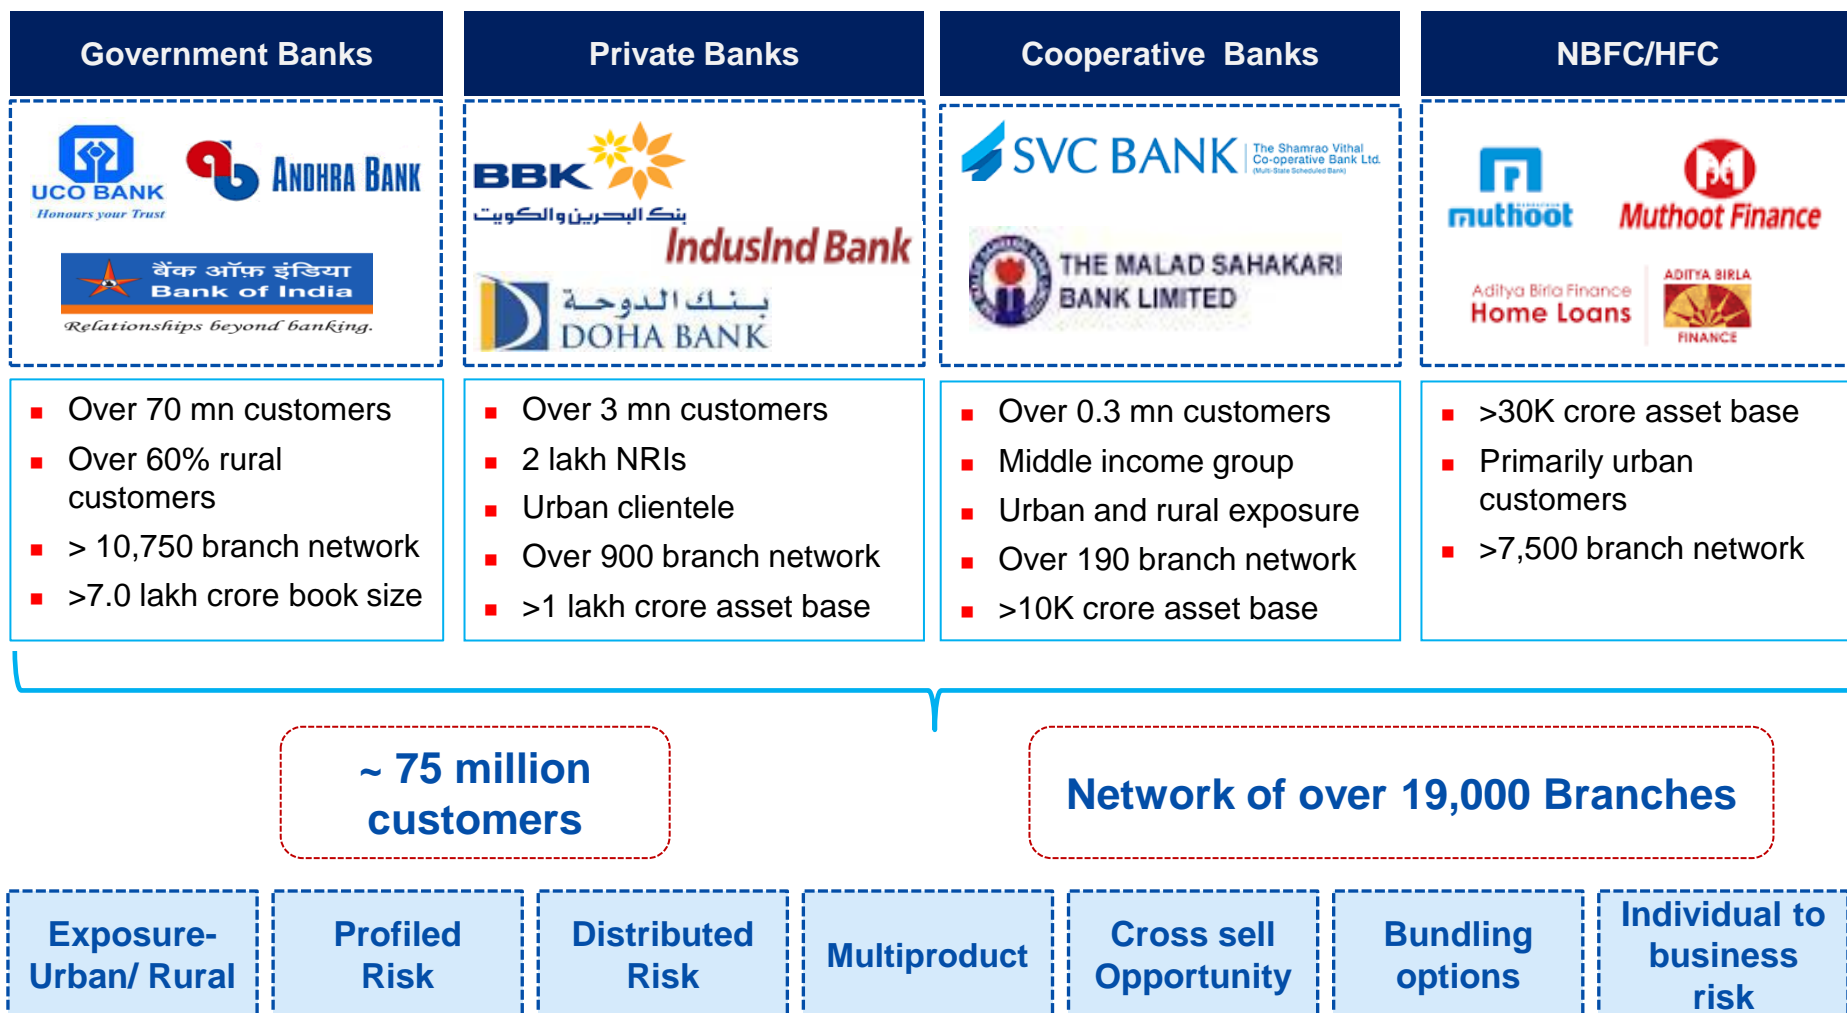 Government Banks
Private Banks
Cooperative Banks
NBFC/HFC
UCO BANK
Honours your Trust
ANDHRA BANK
बैंक ऑफ़ इंडिया
Bank of India
Relationships beyond banking.
BBK
بنك البحرين والكويت
IndusInd Bank
بنك الدوحة
DOHA BANK
SVC BANK
The Shamrao Vithal
Co-operative Bank Ltd.
(Multi-State Scheduled Bank)
THE MALAD SAHAKARI
BANK LIMITED
muthoot
Muthoot Finance
Aditya Birla Finance
Home Loans
ADITYA BIRLA
FINANCE
Over 70 mn customers
Over 60% rural
customers
> 10,750 branch network
>7.0 lakh crore book size
Over 3 mn customers
2 lakh NRIs
Urban clientele
Over 900 branch network
>1 lakh crore asset base
Over 0.3 mn customers
Middle income group
Urban and rural exposure
Over 190 branch network
>10K crore asset base
>30K crore asset base
Primarily urban
customers
>7,500 branch network
~ 75 million
customers
Network of over 19,000 Branches
Exposure-
Urban/ Rural
Profiled
Risk
Distributed
Risk
Multiproduct
Cross sell
Opportunity
Bundling
options
Individual to
business
risk